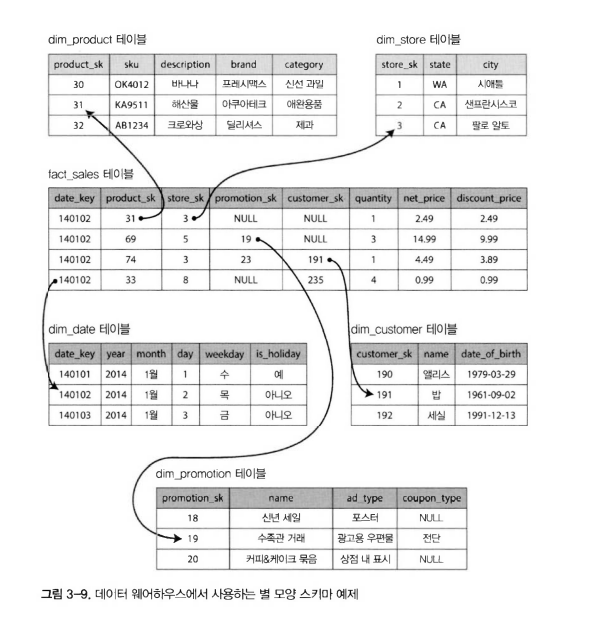 dim_product 테이블
product_sk sku description brand category
30 OK4012 바나나 프레시맥스 신선 과일
31 KA9511 해산물 아쿠아테크 애완용품
32 AB1234 크로와상 딜리셔스 제과
dim_store 테이블
store_sk state city
1 WA 시애틀
2 CA 샌프란시스코
3 CA 팔로 알토
fact_sales 테이블
date_key product_sk store_sk promotion_sk customer_sk quantity net_price discount_price
140102 31 3 NULL NULL 1 2.49 2.49
140102 69 5 19 NULL 3 14.99 9.99
140102 74 3 23 191 1 4.49 3.89
140102 33 8 NULL 235 4 0.99 0.99
dim_date 테이블
date_key year month day weekday is_holiday
140101 2014 1월 1 수 예
140102 2014 1월 2 목 아니오
140103 2014 1월 3 금 아니오
dim_customer 테이블
customer_sk name date_of_birth
190 앨리스 1979-03-29
191 밥 1961-09-02
192 세실 1991-12-13
dim_promotion 테이블
promotion_sk name ad_type coupon_type
18 신년 세일 포스터 NULL
19 수족관 거래 광고용 우편물 전단
20 커피&케이크 묶음 상점 내 표시 NULL
그림 3-9. 데이터 웨어하우스에서 사용하는 별 모양 스키마 예제